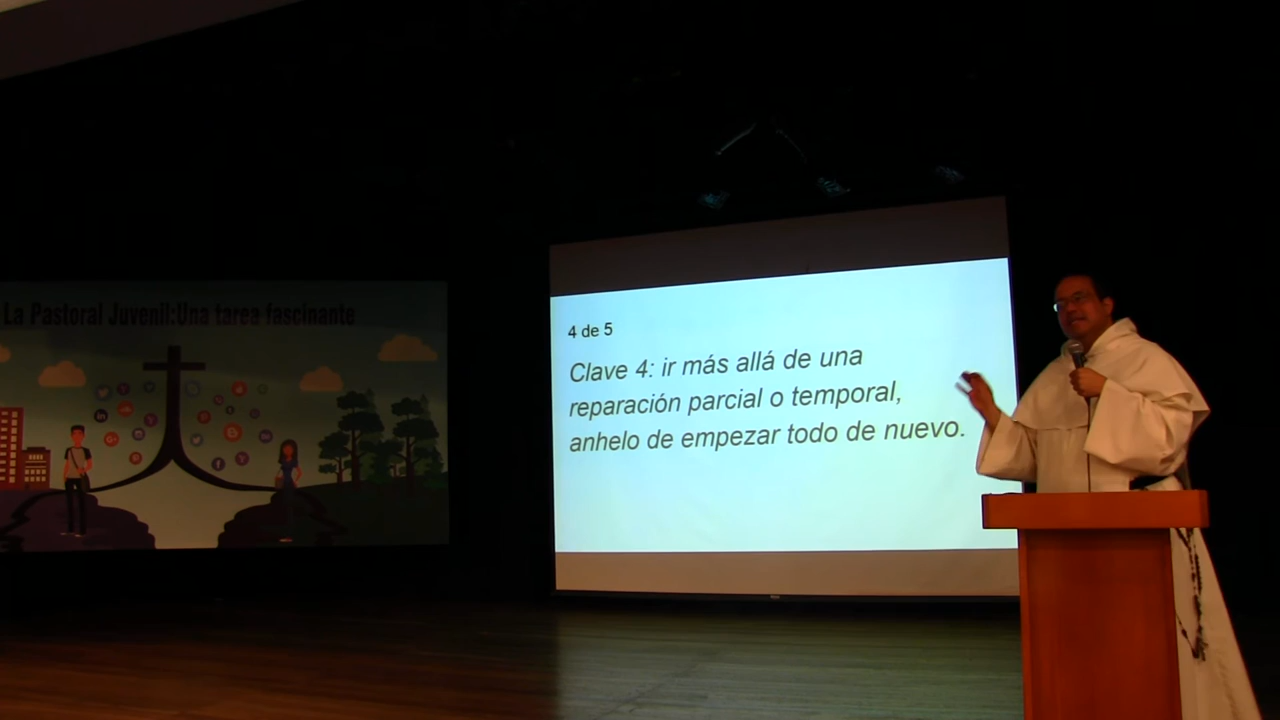 La Pastoral Juvenil:Una tarea fascinante
4 de 5
Clave 4: ir más allá de una
reparación parcial o temporal,
anhelo de empezar todo de nuevo.